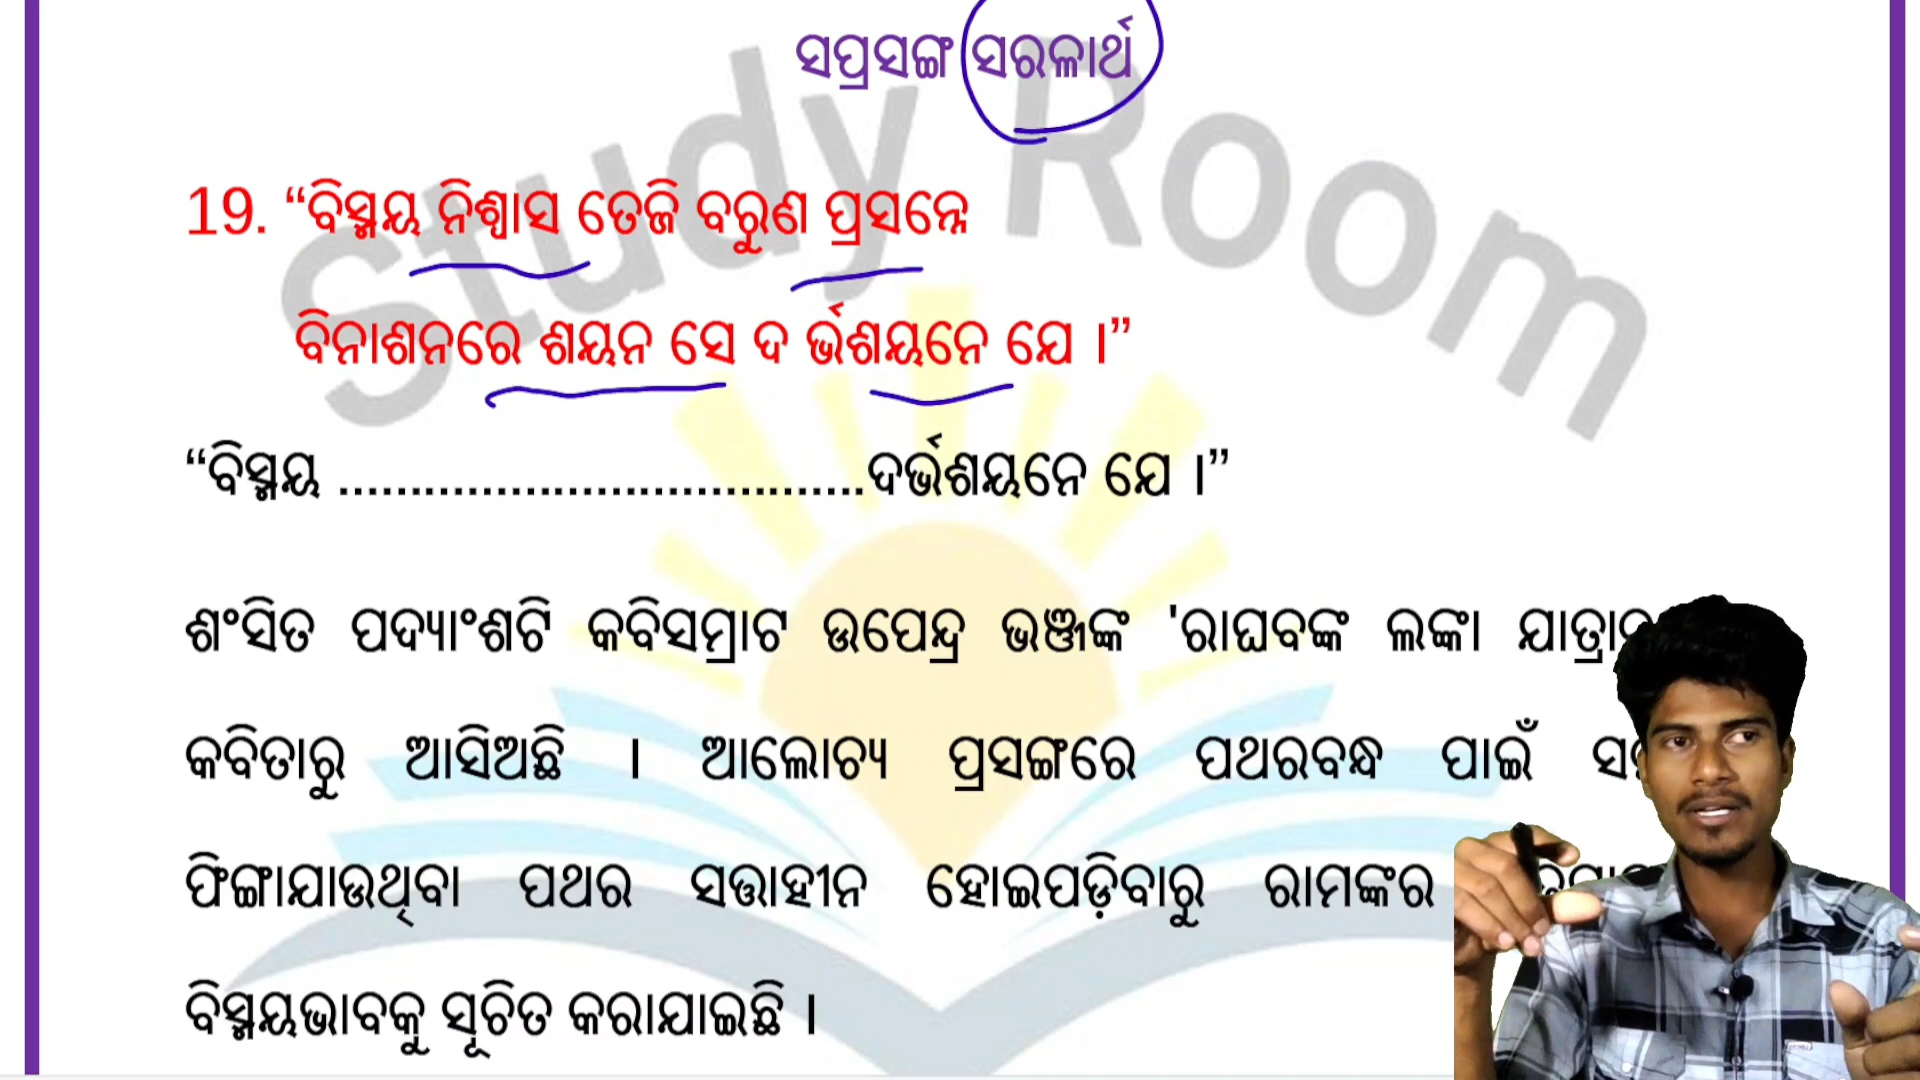 ସପ୍ରସଙ୍ଗ ସରଳାର୍ଥ
Study Room
19. “ବିସ୍ମୟ ନିଶ୍ୱାସ ତେଜି ବରୁଣ ପ୍ରସନ୍ନେ
ବିନାଶନରେ ଶୟନ ସେ ଦ ର୍ଭଶୟନେ ଯେ ।”
“ବିସ୍ମୟ .....................................ଦର୍ଭଶୟନେ ଯେ ।”
ଶଂସିତ ପଦ୍ୟାଂଶଟି କବିସମ୍ରାଟ ଉପେନ୍ଦ୍ର ଭଞ୍ଜଙ୍କ 'ରାଘବଙ୍କ ଲଙ୍କା
କବିତାରୁ ଆସିଅଛି । ଆଲୋଚ୍ୟ ପ୍ରସଙ୍ଗରେ ପଥରବନ୍ଧ ପାଇଁ
ଫିଙ୍ଗାଯାଉଥିବା ପଥର ସତ୍ତାହୀନ ହୋଇପଡ଼ିବାରୁ ରାମଙ୍କର
ବିସ୍ମୟଭାବକୁ ସୂଚିତ କରାଯାଇଛି ।